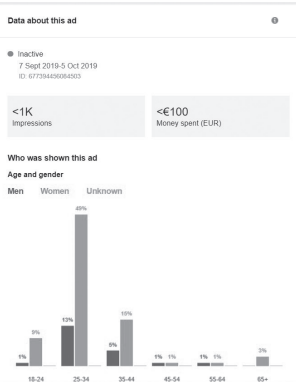 Data about this ad
Inactive
7 Sept 2019-5 Oct 2019
ID: 677394456084503
<1K
Impressions
<€100
Money spent (EUR)
Who was shown this ad
Age and gender
Men Women Unknown
49%
13%
15%
9%
5%
1%
1% 1%
1% 1%
3%
18-24 25-34 35-44 45-54 55-64 65+